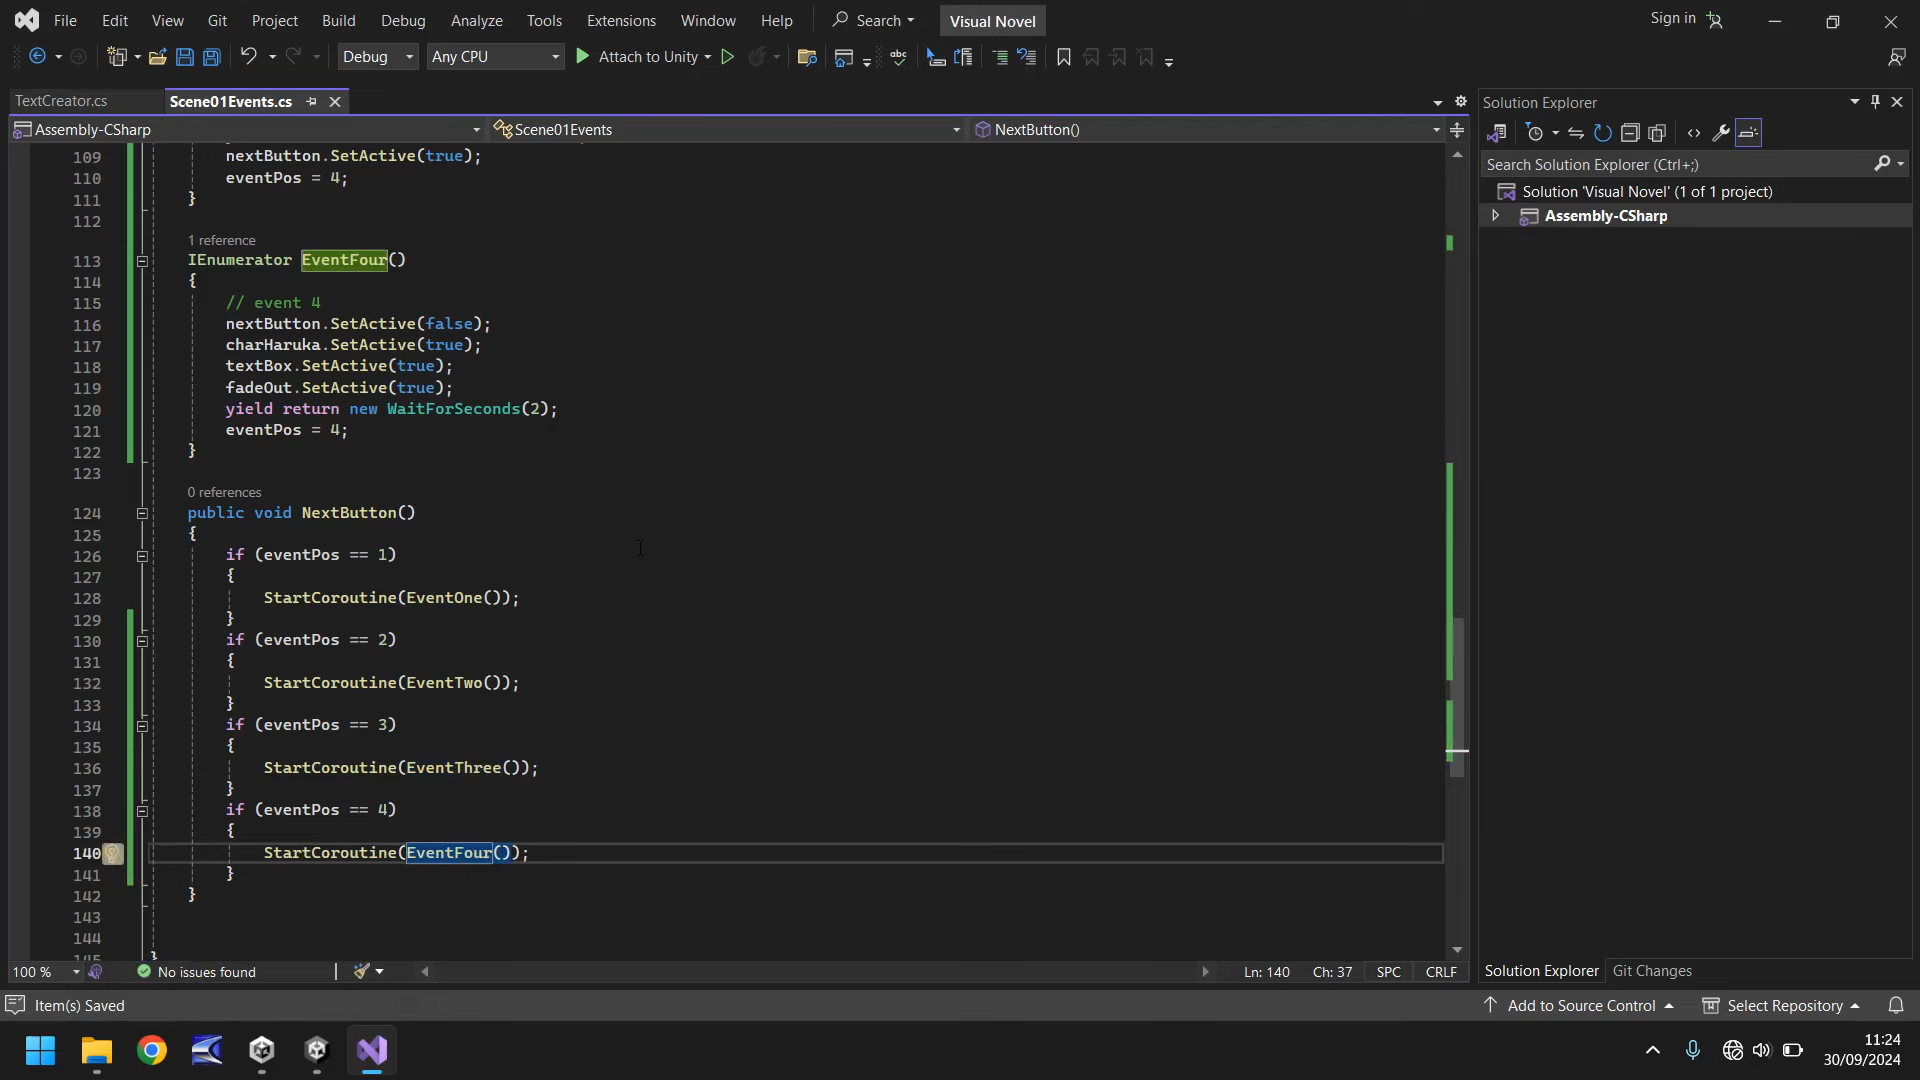 File Edit View Git Project Build Debug Analyze Tools Extensions Window Help Search Visual Novel Sign in
Debug Any CPU Attach to Unity abc
TextCreator.cs Scene01Events.cs
Assembly-CSharp Scene01Events NextButton()
109 nextButton.SetActive(true);
110 eventPos = 4;
111 }
112
1 reference
113 IEnumerator EventFour()
114 {
115 // event 4
116 nextButton.SetActive(false);
117 charHaruka.SetActive(true);
118 textBox.SetActive(true);
119 fadeOut.SetActive(true);
120 yield return new WaitForSeconds(2);
121 eventPos = 4;
122 }
123
0 references
124 public void NextButton()
125 {
126 if (eventPos == 1)
127 {
128 StartCoroutine(EventOne());
129 }
130 if (eventPos == 2)
131 {
132 StartCoroutine(EventTwo());
133 }
134 if (eventPos == 3)
135 {
136 StartCoroutine(EventThree());
137 }
138 if (eventPos == 4)
139 {
140 StartCoroutine(EventFour());
141 }
142 }
143
144
145 }
100 % No issues found Ln: 140 Ch: 37 SPC CRLF
Solution Explorer
Search Solution Explorer (Ctrl+;)
Solution 'Visual Novel' (1 of 1 project)
Assembly-CSharp
Solution Explorer Git Changes
Item(s) Saved Add to Source Control Select Repository
11:24
30/09/2024